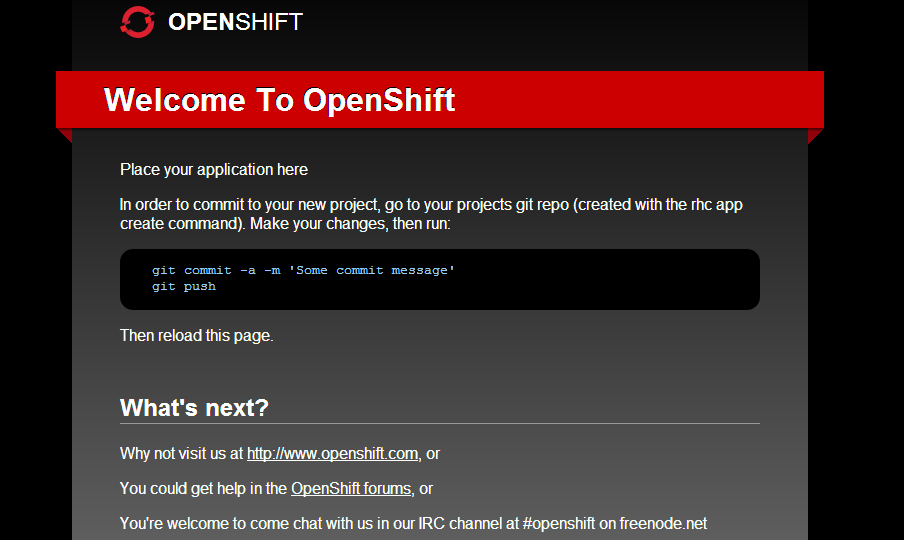 OPENSHIFT
Welcome To OpenShift
Place your application here
In order to commit to your new project, go to your projects git repo (created with the rhc app
create command). Make your changes, then run:
git commit -a -m 'Some commit message'
git push
Then reload this page.
What's next?
Why not visit us at http://www.openshift.com, or
You could get help in the OpenShift forums, or
You're welcome to come chat with us in our IRC channel at #openshift on freenode.net